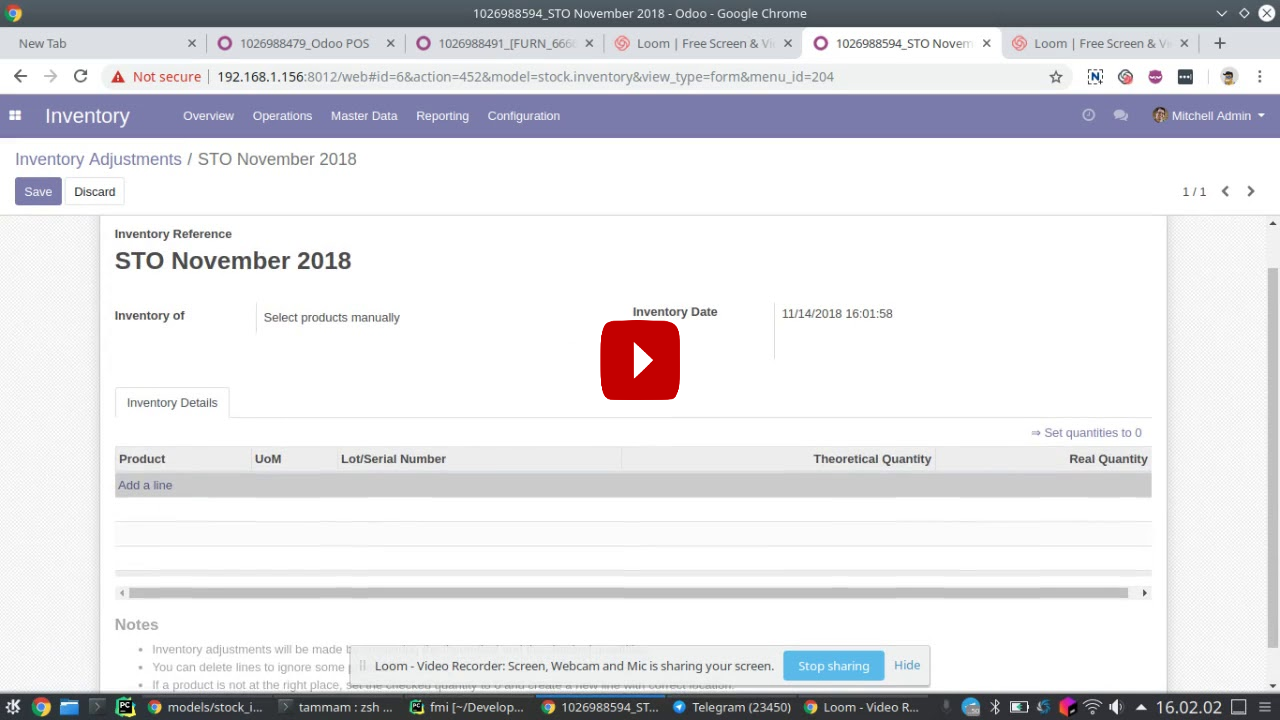 1026988594_STO November 2018 - Odoo - Google Chrome
New Tab
1026988479_Odoo POS
1026988491_[FURN_666
Loom | Free Screen & Vi
1026988594_STO Novem
Loom | Free Screen & V
Not secure
192.168.1.156:8012/web#id=6&action=452&model=stock.inventory&view_type=form&menu_id=204
Inventory
Overview
Operations
Master Data
Reporting
Configuration
Mitchell Admin
Inventory Adjustments / STO November 2018
Save
Discard
1 / 1
Inventory Reference
STO November 2018
Inventory of
Select products manually
Inventory Date
11/14/2018 16:01:58
Inventory Details
⇒ Set quantities to 0
Product
UoM
Lot/Serial Number
Theoretical Quantity
Real Quantity
Add a line
Notes
Inventory adjustments will be made by
You can delete lines to ignore some
If a product is not at the right place, set the checked quantity to 0 and create a new line with correct location.
Loom - Video Recorder: Screen, Webcam and Mic is sharing your screen.
Stop sharing
Hide
models/stock_i...
tammam : zsh ...
fmi [~/Develop...
1026988594_ST...
Telegram (23450)
Loom - Video R...
16.02.02